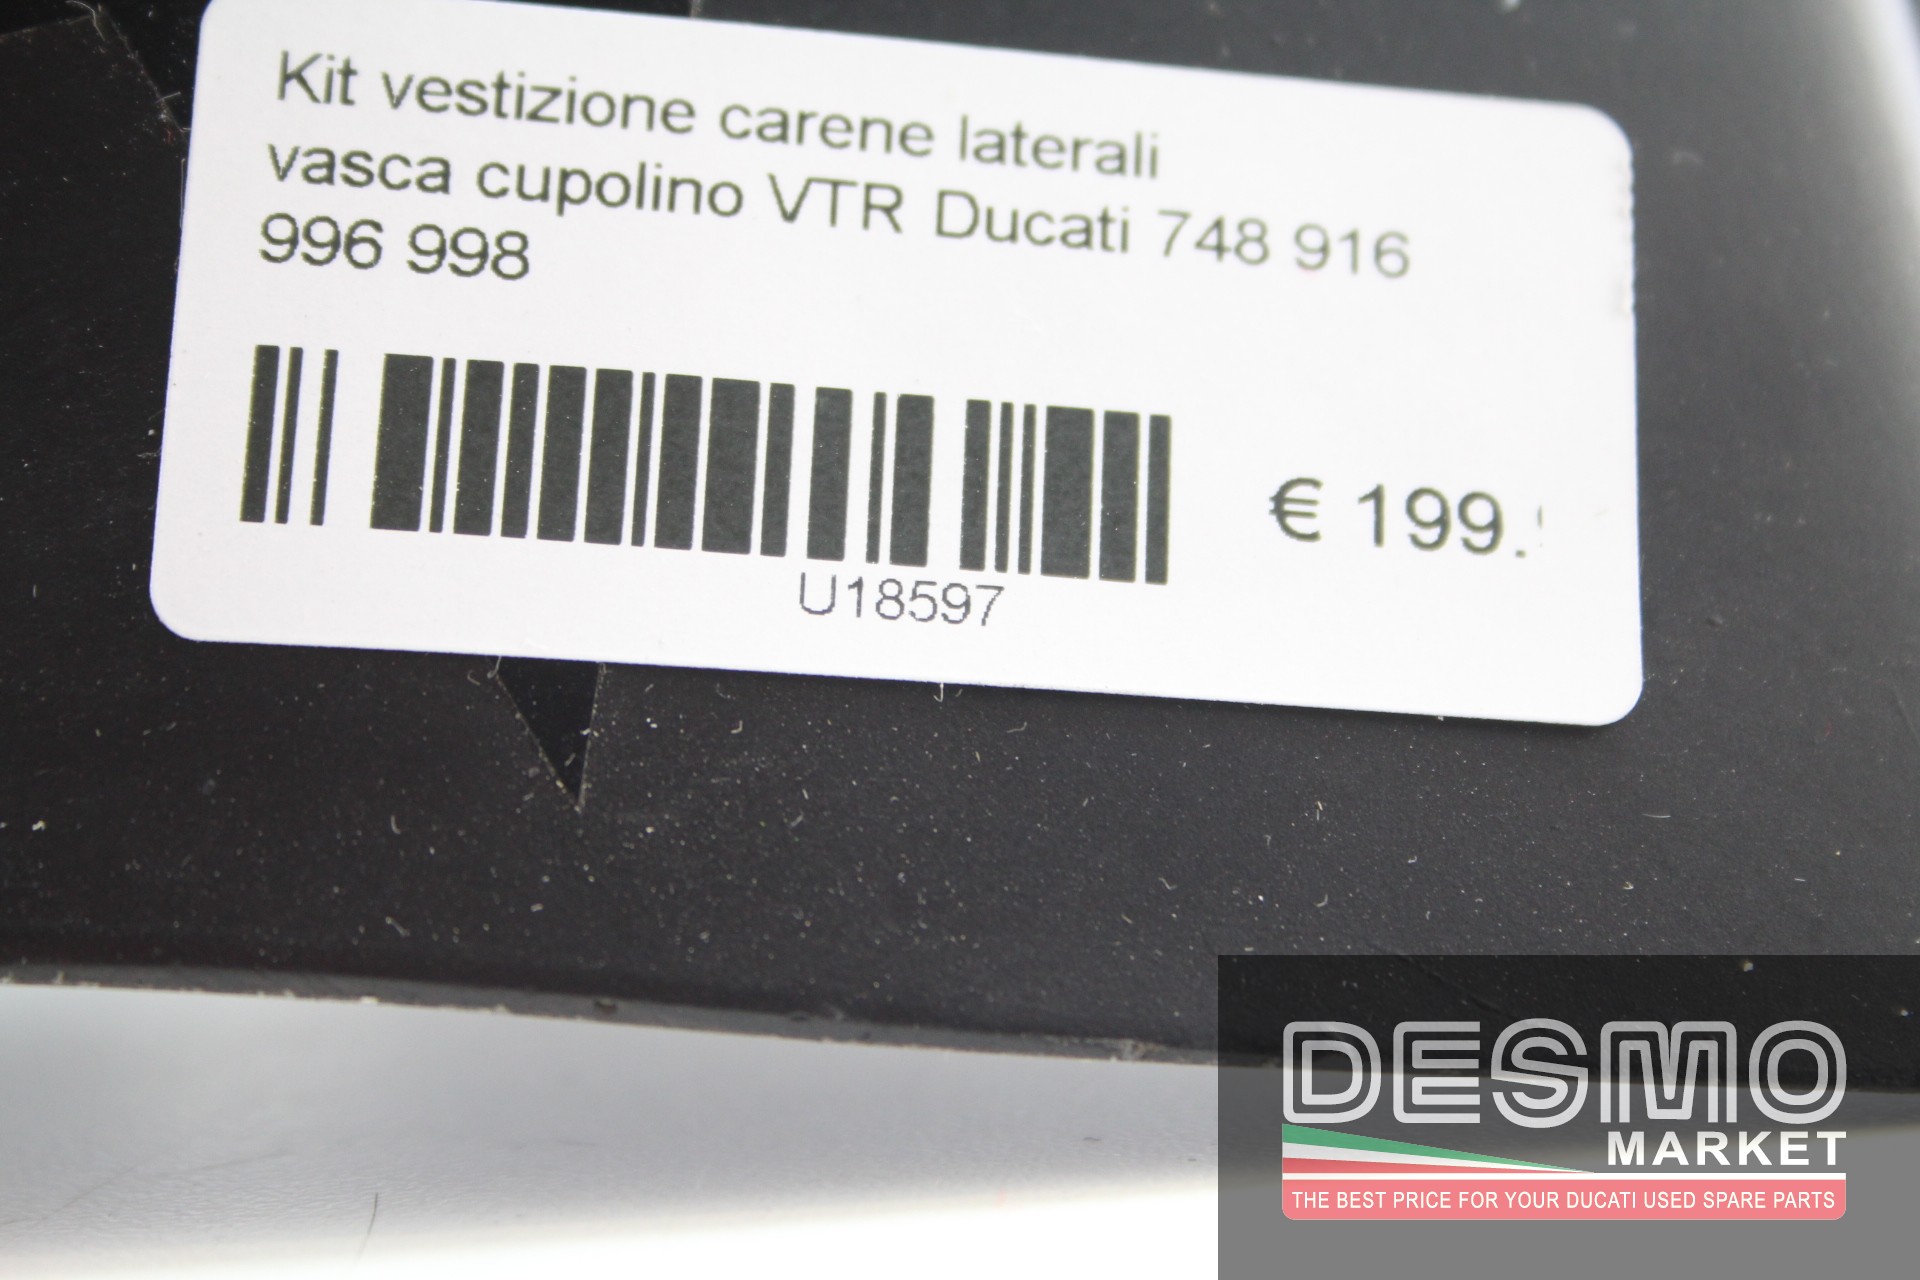 Kit vestizione carene laterali
vasca cupolino VTR Ducati 748 916
996 998
€ 199.
U18597
DESMO
MARKET
THE BEST PRICE FOR YOUR DUCATI USED SPARE PARTS